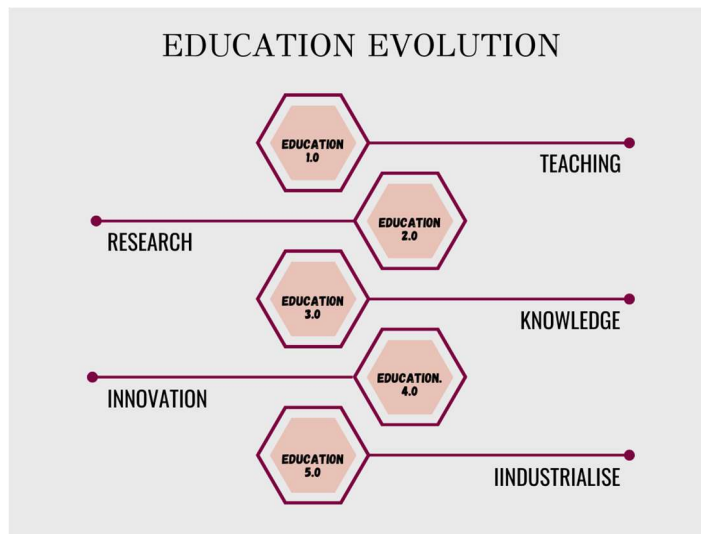 EDUCATION EVOLUTION
EDUCATION
1.0
TEACHING
EDUCATION
2.0
RESEARCH
EDUCATION
3.0
KNOWLEDGE
EDUCATION.
4.0
INNOVATION
EDUCATION
5.0
IINDUSTRIALISE